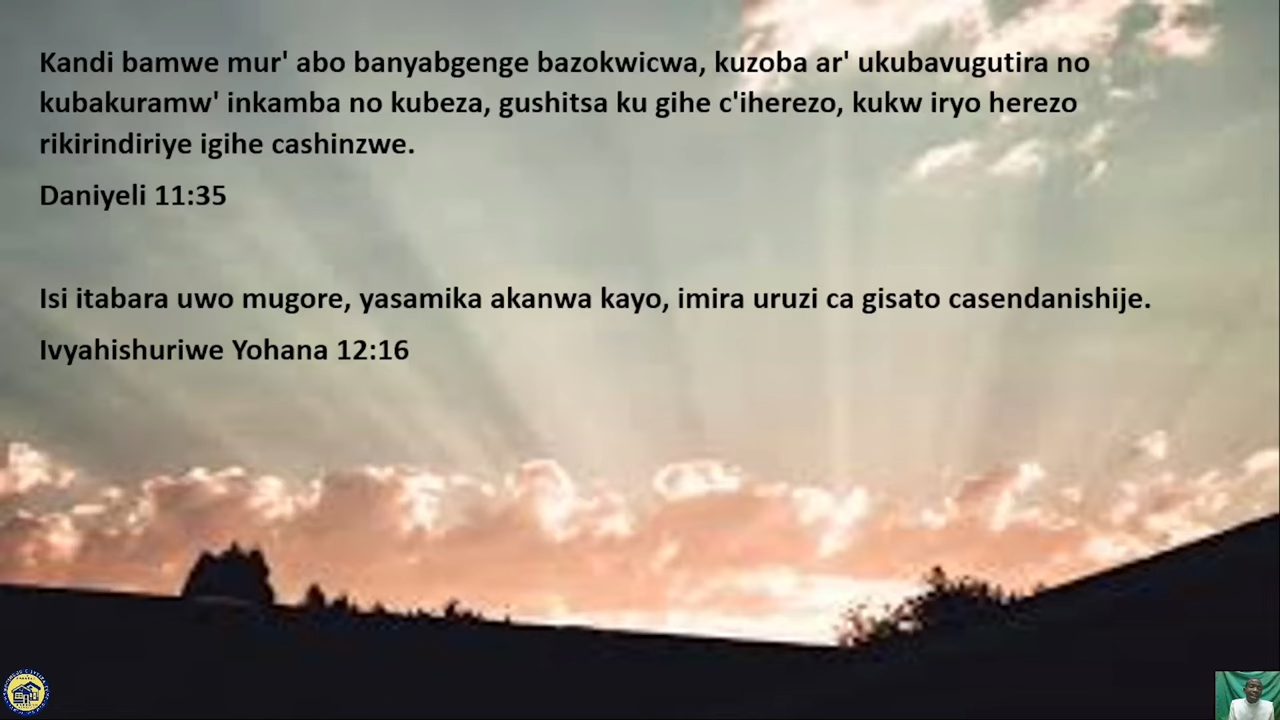 Kandi bamwe mur' abo banyabgenge bazokwicwa, kuzoba ar' ukubavugutira no
kubakuramw' inkamba no kubeza, gushitsa ku gihe c'iherezo, kukw iryo herezo
rikirindiriye igihe cashinzwe.
Daniyeli 11:35
Isi itabara uwo mugore, yasamika akanwa kayo, imira uruzi ca gisato casendanishije.
Ivyahishuriwe Yohana 12:16